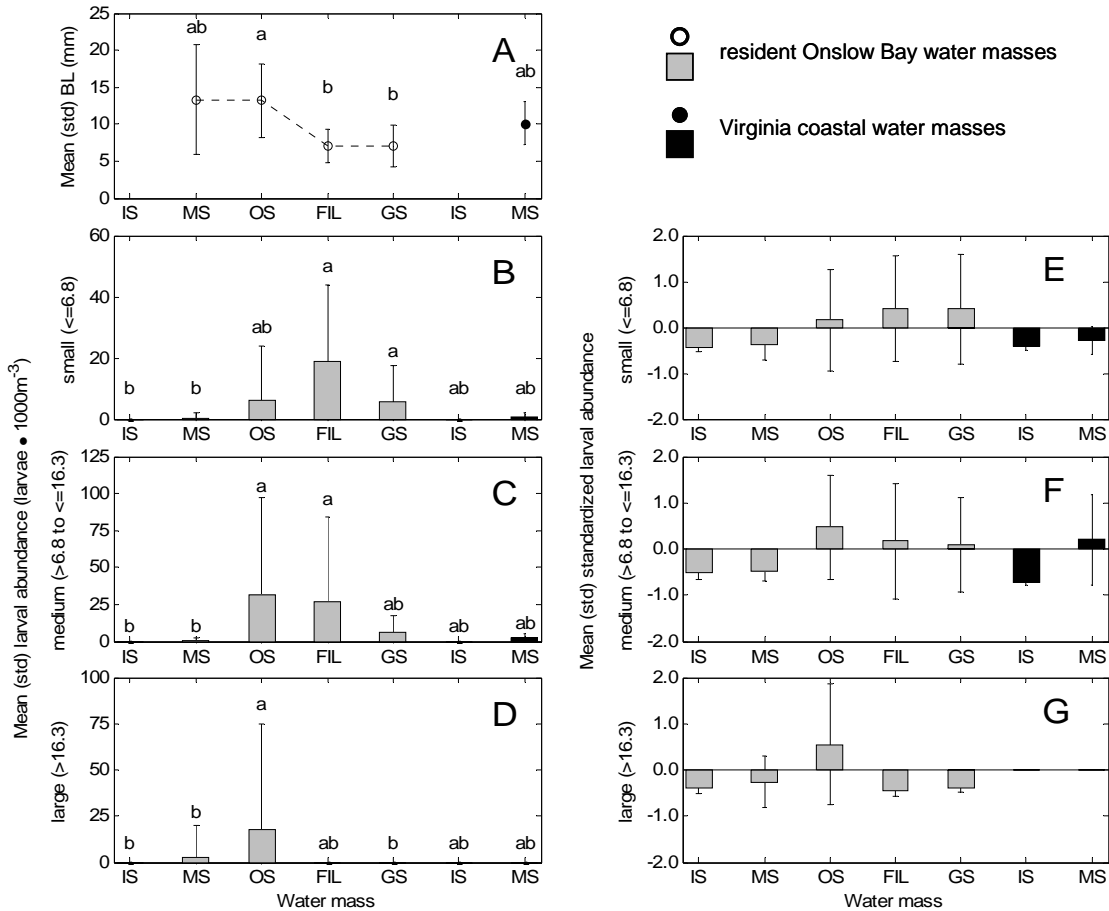 25
20
15
10
5
0
Mean (std) BL (mm)
ab
a
b
b
ab
A
IS MS OS FIL GS IS MS
resident Onslow Bay water masses
Virginia coastal water masses
Mean (std) larval abundance (larvae ● 1000m-3)
60
40
20
0
small (<=6.8)
b b ab a a ab ab
B
IS MS OS FIL GS IS MS
125
100
75
50
25
0
medium (>6.8 to <=16.3)
b b a a ab ab ab
C
IS MS OS FIL GS IS MS
100
75
50
25
0
large (>16.3)
b b a ab b ab ab
D
IS MS OS FIL GS IS MS
Water mass
Mean (std) standardized larval abundance
2.0
1.0
0.0
-1.0
-2.0
small (<=6.8)
E
IS MS OS FIL GS IS MS
2.0
1.0
0.0
-1.0
-2.0
medium (>6.8 to <=16.3)
F
IS MS OS FIL GS IS MS
2.0
1.0
0.0
-1.0
-2.0
large (>16.3)
G
IS MS OS FIL GS IS MS
Water mass